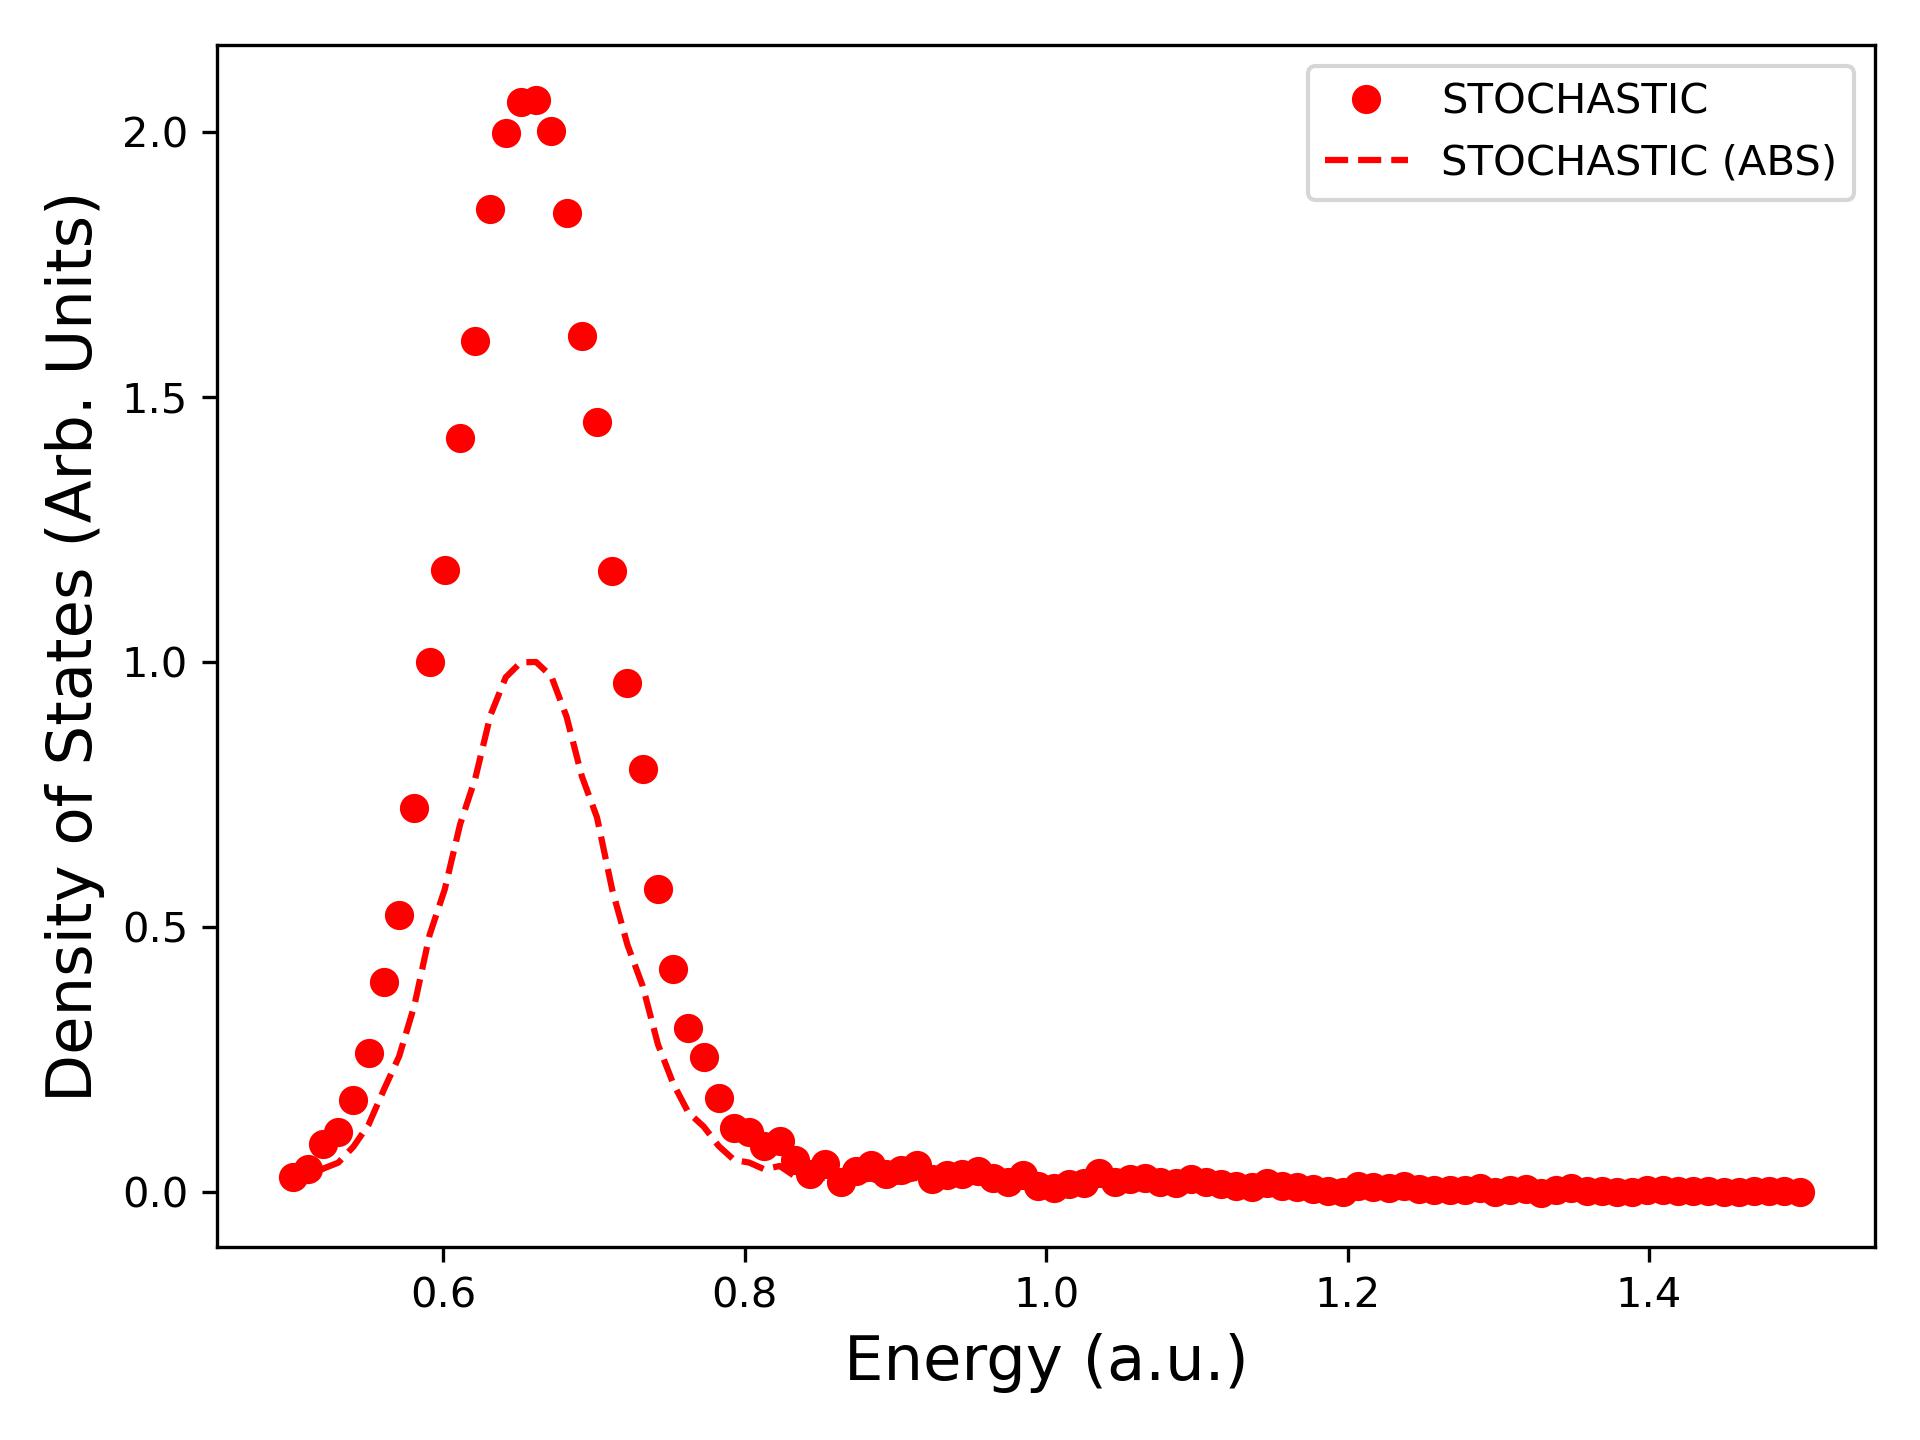 STOCHASTIC
STOCHASTIC (ABS)
Density of States (Arb. Units)
2.0
1.5
1.0
0.5
0.0
0.6 0.8 1.0 1.2 1.4
Energy (a.u.)